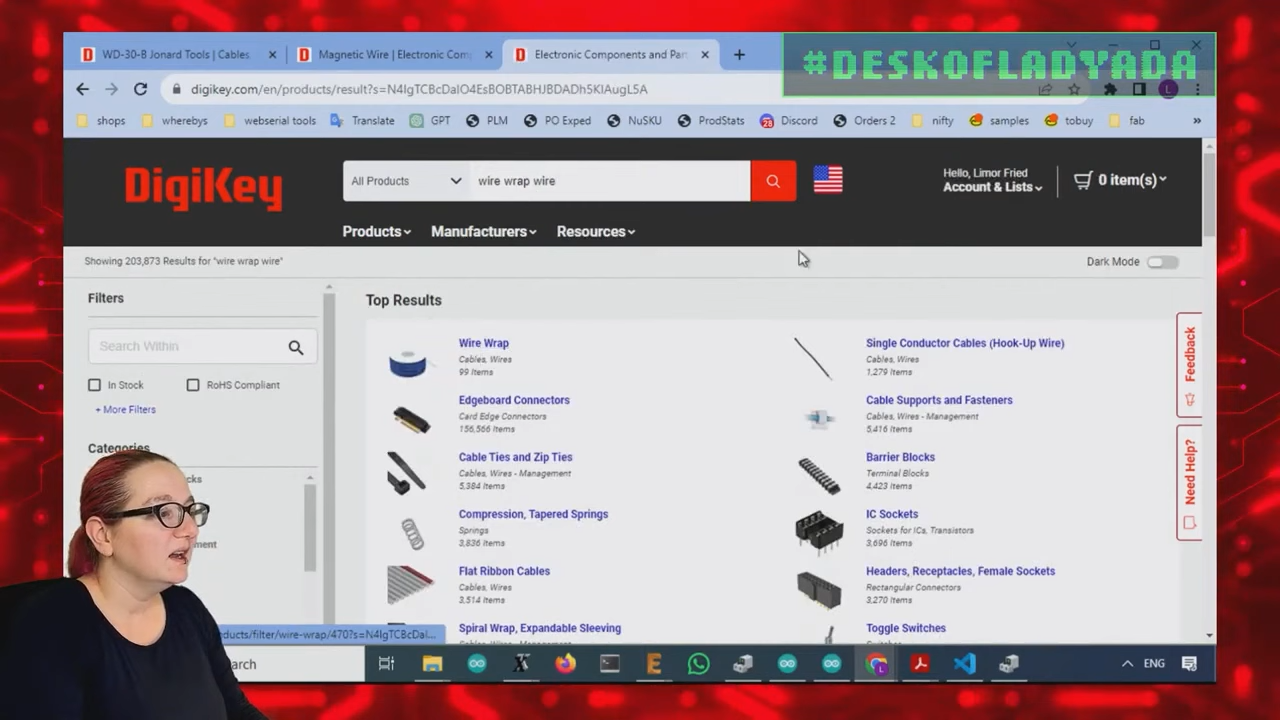 WD-30-B Jonard Tools | Cables
Magnetic Wire | Electronic Com
Electronic Components and Par
#DESKOFLADYADA
digikey.com/en/products/result?s=N4IgTCBcDaIO4EsBOBTABHJBDADh5KIAugL5A
shops
whereby
webserial tools
Translate
GPT
PLM
PO Exped
NuSKU
ProdStats
28
Discord
Orders 2
nifty
samples
tobuy
fab
»
DigiKey
All Products
wire wrap wire
Hello, Limor Fried
Account & Lists
0 item(s)
Products
Manufacturers
Resources
Showing 203,873 Results for "wire wrap wire"
Dark Mode
Filters
Search Within
In Stock
RoHS Compliant
+ More Filters
Categories
Top Results
Wire Wrap
Cables, Wires
99 Items
Single Conductor Cables (Hook-Up Wire)
Cables, Wires
1,279 Items
Edgeboard Connectors
Card Edge Connectors
156,566 Items
Cable Supports and Fasteners
Cables, Wires - Management
5,416 Items
Cable Ties and Zip Ties
Cables, Wires - Management
5,384 Items
Barrier Blocks
Terminal Blocks
4,423 Items
Compression, Tapered Springs
Springs
3,836 Items
IC Sockets
Sockets for ICs, Transistors
3,696 Items
Flat Ribbon Cables
Cables, Wires
3,514 Items
Headers, Receptacles, Female Sockets
Rectangular Connectors
3,270 Items
Spiral Wrap, Expandable Sleeving
Toggle Switches
Feedback
Need Help?
ducts/filter/wire-wrap/470?s=N4IgTCBcDaI...
ENG